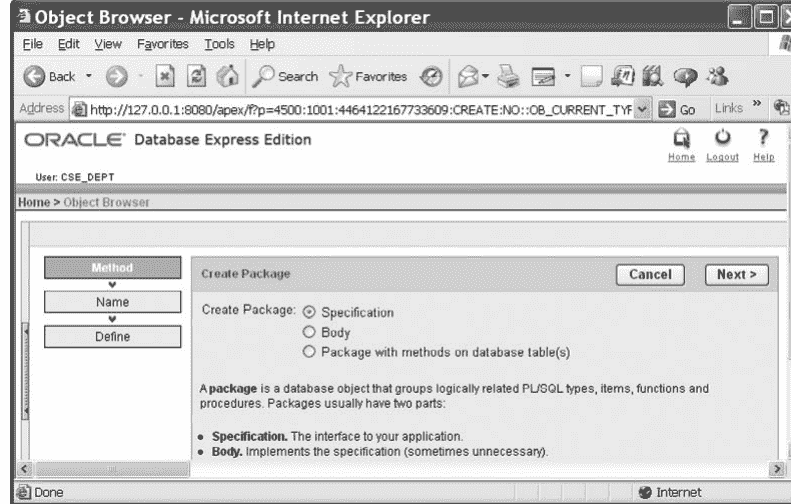 Object Browser - Microsoft Internet Explorer
File Edit View Favorites Tools Help
Back Search Favorites
Address http://127.0.0.1:8080/apex/f?p=4500:1001:4464122167733609:CREATE:NO::OB_CURRENT_TYF Go Links »
ORACLE Database Express Edition
Home Logout Help
User: CSE_DEPT
Home > Object Browser
Method
Name
Define
Create Package Cancel Next >
Create Package: Specification
Body
Package with methods on database table(s)
A package is a database object that groups logically related PL/SQL types, items, functions and
procedures. Packages usually have two parts:
• Specification. The interface to your application.
• Body. Implements the specification (sometimes unnecessary).
Done Internet